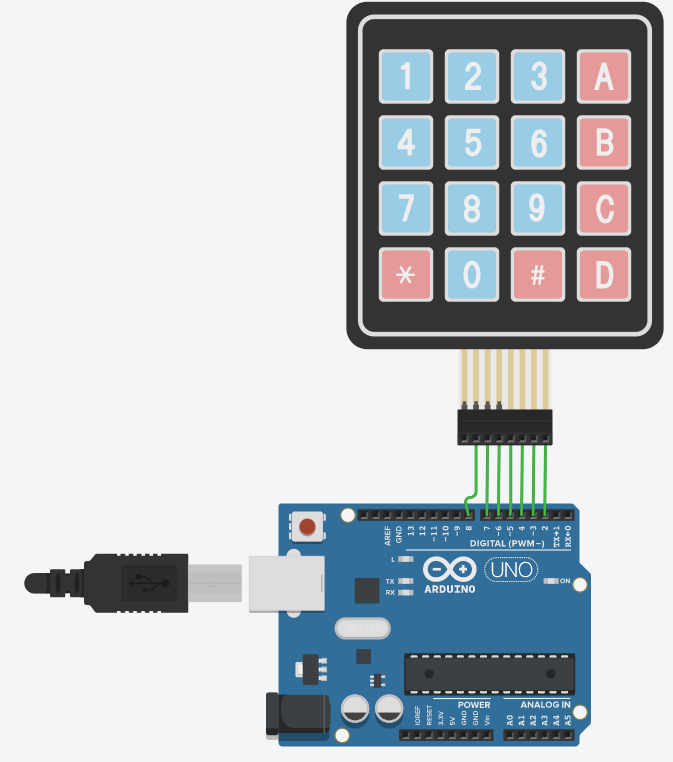 1 2 3 A
4 5 6 B
7 8 9 C
* 0 # D
AREF
GND
13
12
~11
~10
~9
8
7
~6
~5
4
~3
2
TX→1
RX←0
DIGITAL (PWM~)
L
TX
RX
UNO
ON
ARDUINO
POWER
ANALOG IN
IOREF
RESET
3.3V
5V
GND
GND
Vin
A0
A1
A2
A3
A4
A5